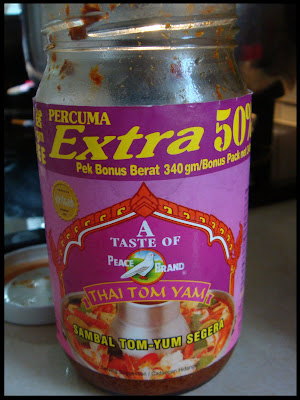 PERCUMA
Extra 50%
Pek Bonus Berat 340 gm/Bonus Pack
A
TASTE OF
PEACE BRAND
THAI TOM YAM
SAMBAL TOM-YUM SEGERA